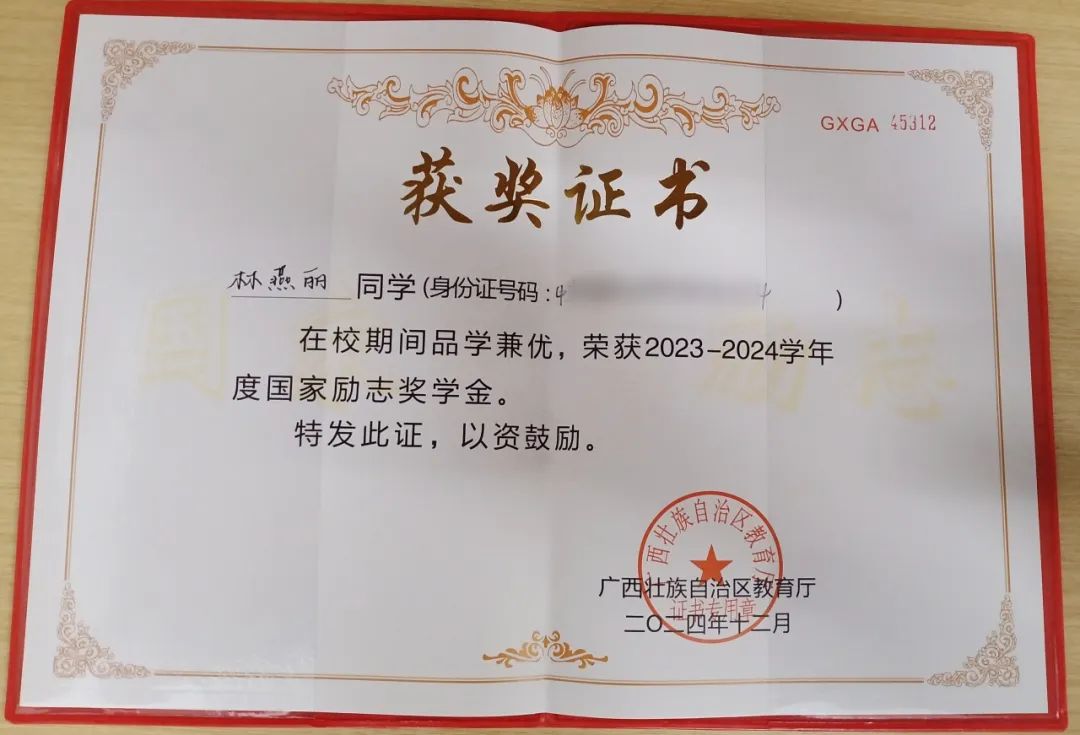 GXGA 45312
获奖证书
林燕丽 同学(身份证号码:4 4 )
在校期间品学兼优，荣获2023-2024学年
度国家励志奖学金。
特发此证，以资鼓励。
广西壮族自治区教育厅
证书专用章
广西壮族自治区教育厅
二〇二四年十二月